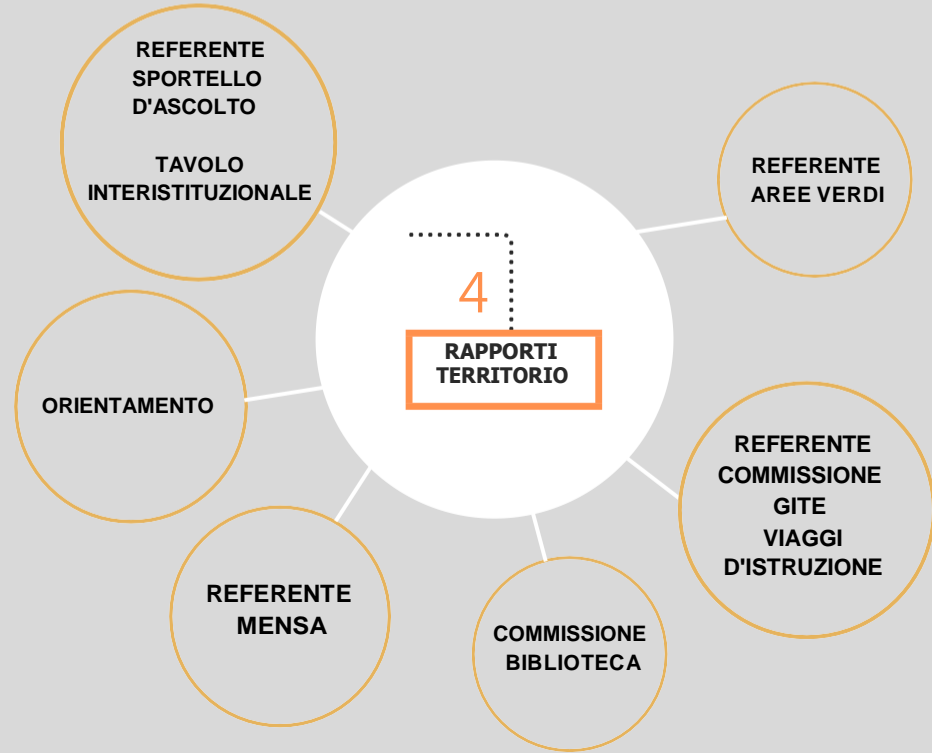 REFERENTE
SPORTELLO
D'ASCOLTO
TAVOLO
INTERISTITUZIONALE
REFERENTE
AREE VERDI
4
RAPPORTI
TERRITORIO
ORIENTAMENTO
REFERENTE
COMMISSIONE
GITE
VIAGGI
D'ISTRUZIONE
REFERENTE
MENSA
COMMISSIONE
BIBLIOTECA